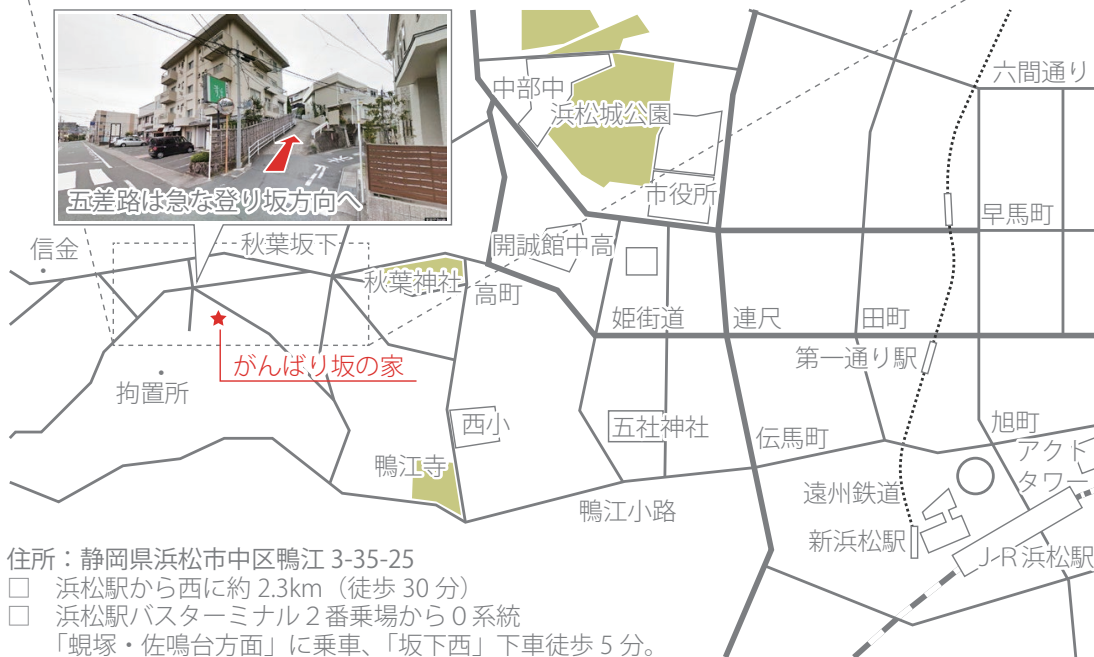 五差路は急な登り坂方向へ
六間通り
中部中
浜松城公園
市役所
早馬町
信金
秋葉坂下
開誠館中高
秋葉神社
高町
姫街道
連尺
田町
第一通り駅
がんばり坂の家
拘置所
西小
五社神社
伝馬町
旭町
アクト
タワー
鴨江寺
遠州鉄道
鴨江小路
新浜松駅
J R 浜松駅
住所：静岡県浜松市中区鴨江 3-35-25
□ 浜松駅から西に約 2.3km（徒歩 30 分）
□ 浜松駅バスターミナル２番乗場から０系統
「蜆塚・佐鳴台方面」に乗車、「坂下西」下車徒歩 5 分。